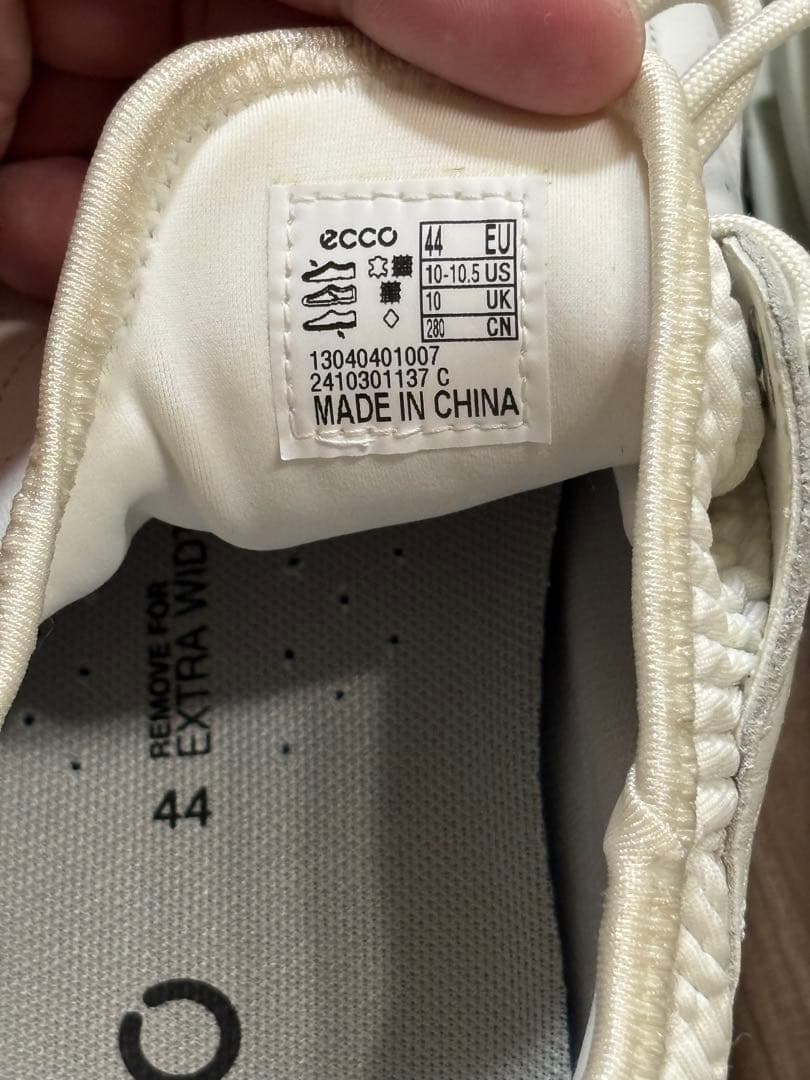 ecco
44 EU
10-10.5 US
10 UK
280 CN
13040401007
2410301137 C
MADE IN CHINA
REMOVE FOR
EXTRA WIDT
44